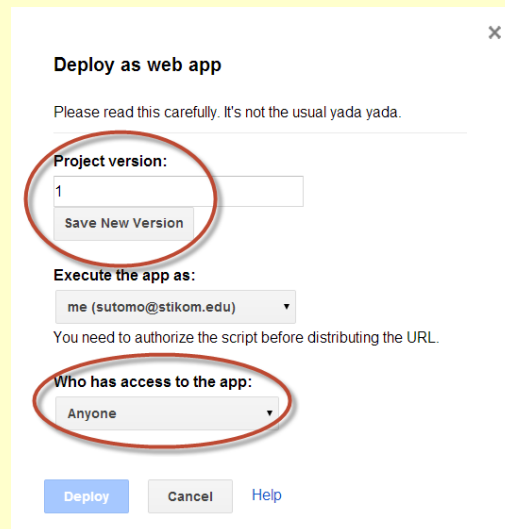 Deploy as web app
Please read this carefully. It's not the usual yada yada.
Project version:
1
Save New Version
Execute the app as:
me (sutomo@stikom.edu)
You need to authorize the script before distributing the URL.
Who has access to the app:
Anyone
Deploy Cancel Help